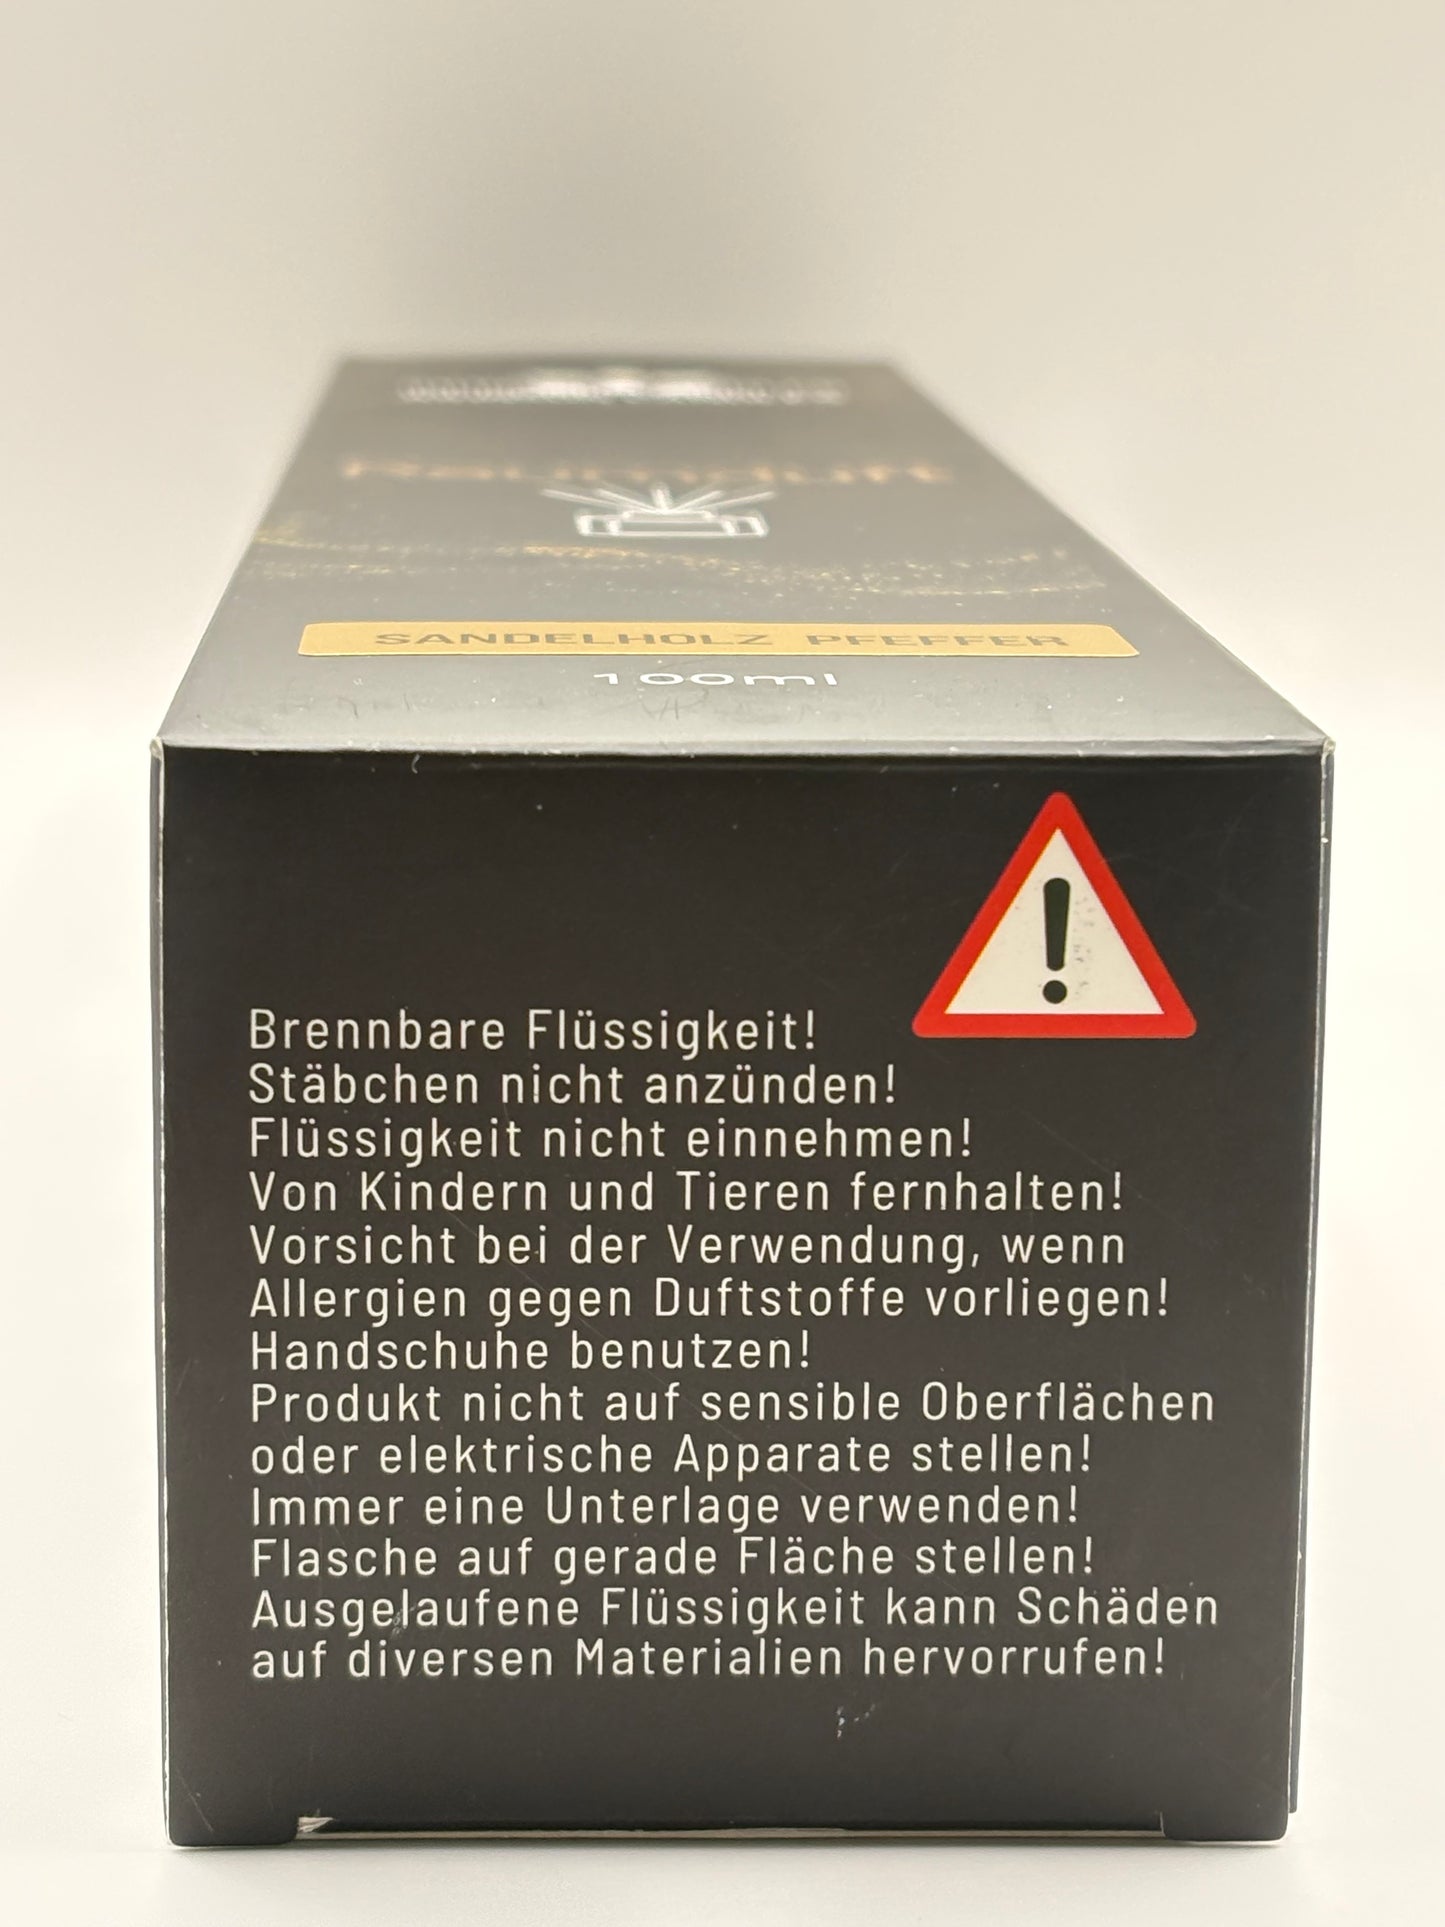 Raumduft
SANDELHOLZ PFEFFER
100ml
Brennbare Flüssigkeit!
Stäbchen nicht anzünden!
Flüssigkeit nicht einnehmen!
Von Kindern und Tieren fernhalten!
Vorsicht bei der Verwendung, wenn
Allergien gegen Duftstoffe vorliegen!
Handschuhe benutzen!
Produkt nicht auf sensible Oberflächen
oder elektrische Apparate stellen!
Immer eine Unterlage verwenden!
Flasche auf gerade Fläche stellen!
Ausgelaufene Flüssigkeit kann Schäden
auf diversen Materialien hervorrufen!